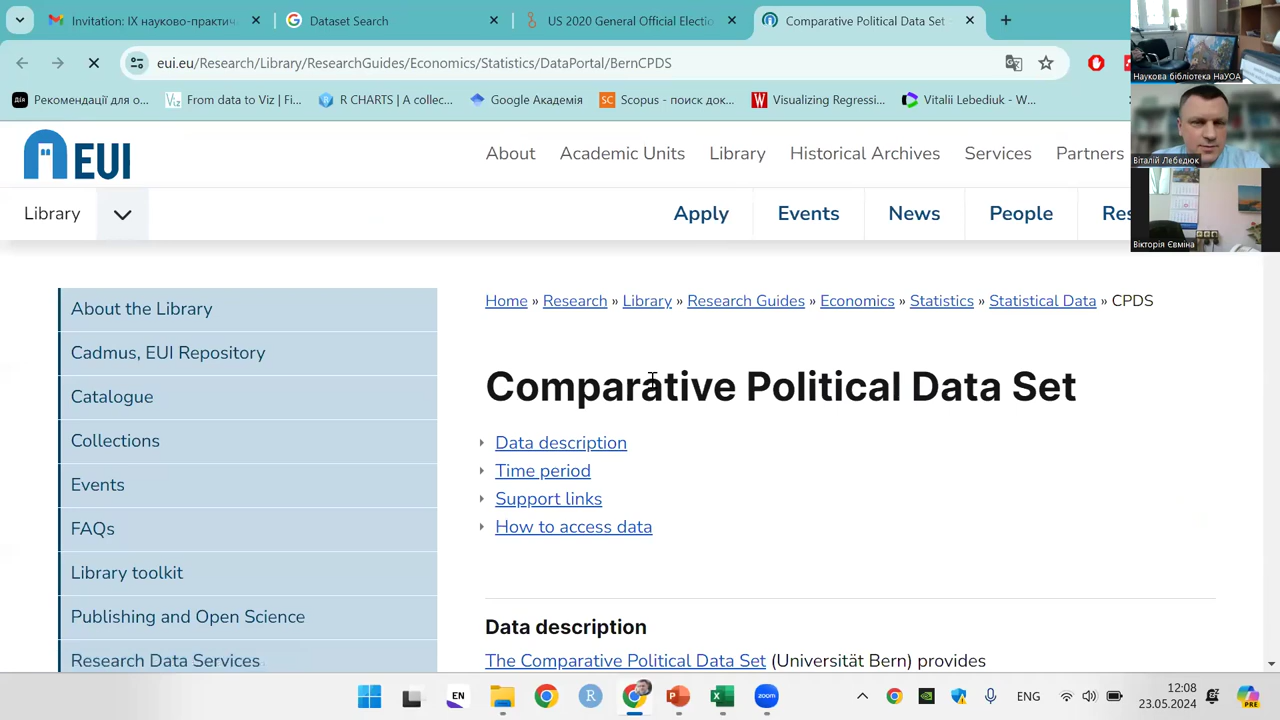 Invitation: IX науково-практич
Dataset Search
US 2020 General Official Electio
Comparative Political Data Set
eui.eu/Research/Library/ResearchGuides/Economics/Statistics/DataPortal/BernCPDS
Рекомендації для о...
From data to Viz | Fi...
R CHARTS | A collec...
Google Академія
Scopus - поиск док...
Visualizing Regressi...
Vitalii Lebediuk - W...
Наукова бібліотека НаУОА
Віталій Лебедюк
Вікторія Євміна
EUI
About Academic Units Library Historical Archives Services Partners
Library
Apply Events News People Res
About the Library
Cadmus, EUI Repository
Catalogue
Collections
Events
FAQs
Library toolkit
Publishing and Open Science
Research Data Services
Home » Research » Library » Research Guides » Economics » Statistics » Statistical Data » CPDS
Comparative Political Data Set
Data description
Time period
Support links
How to access data
Data description
The Comparative Political Data Set (Universität Bern) provides
EN
zoom
ENG
12:08
23.05.2024
PRE